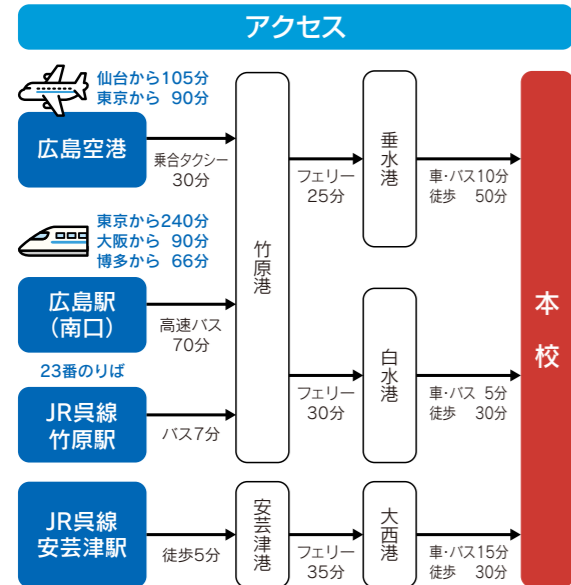 アクセス
仙台から105分
東京から 90分
広島空港
乗合タクシー
30分
東京から240分
大阪から 90分
博多から 66分
広島駅
(南口)
高速バス
70分
23番のりば
JR呉線
竹原駅
バス7分
竹原港
フェリー
25分
垂水港
車・バス10分
徒歩 50分
フェリー
30分
白水港
車・バス 5分
徒歩 30分
JR呉線
安芸津駅
徒歩5分
安芸津港
フェリー
35分
大西港
車・バス15分
徒歩 30分
本校